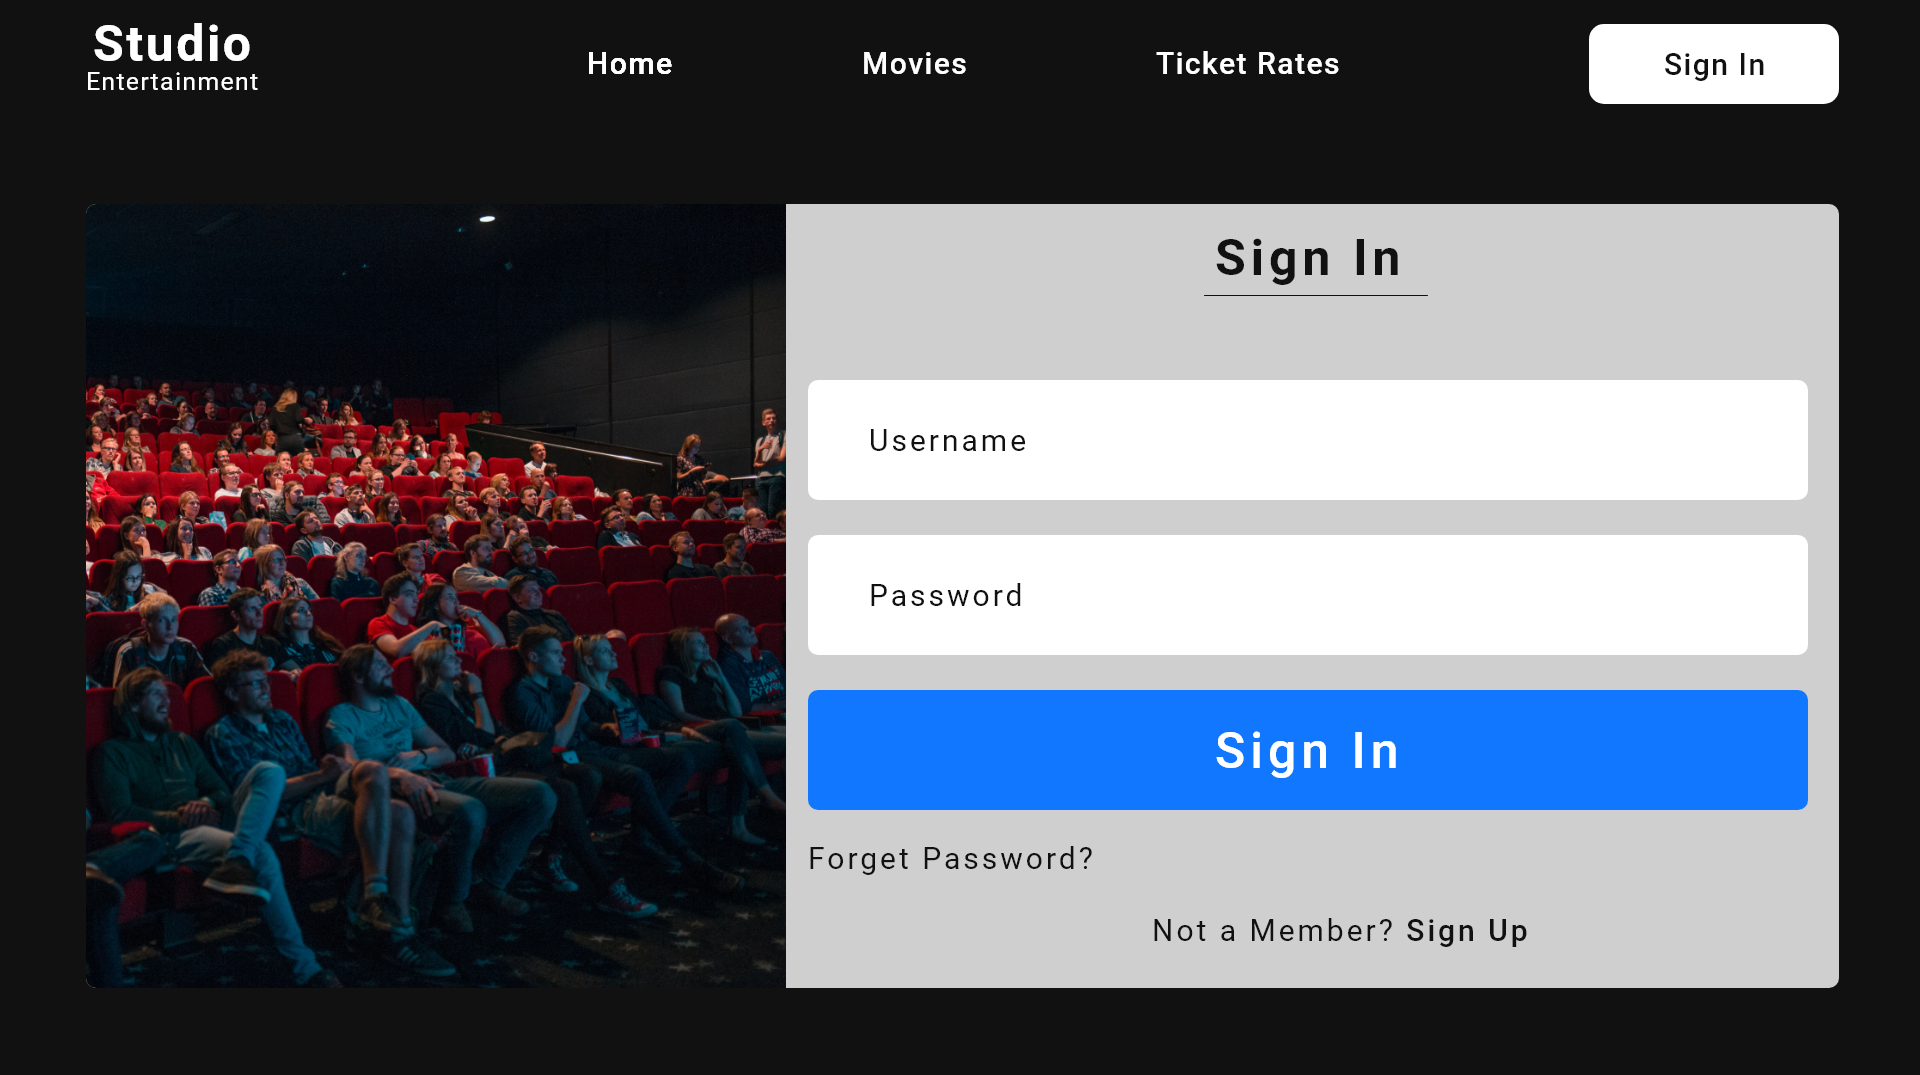 Studio
Entertainment
Home
Movies
Ticket Rates
Sign In
Sign In
Username
Password
Sign In
Forget Password?
Not a Member? Sign Up